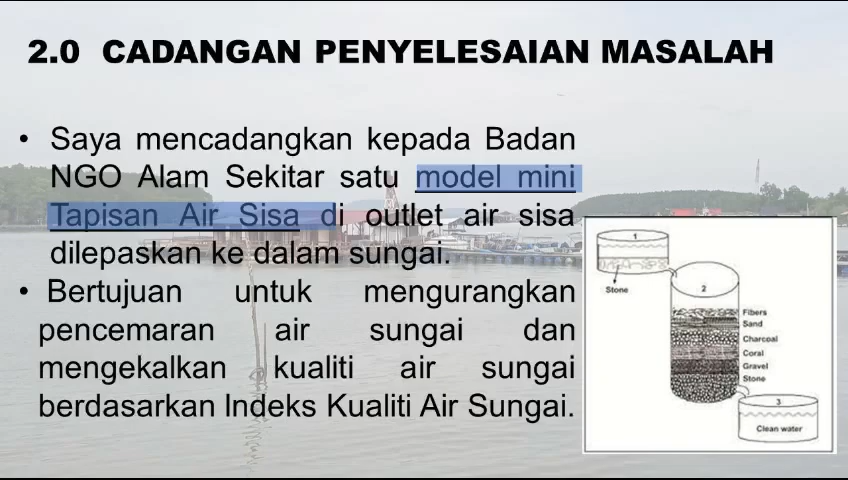 2.0 CADANGAN PENYELESAIAN MASALAH
• Saya mencadangkan kepada Badan
NGO Alam Sekitar satu model mini
Tapisan Air Sisa di outlet air sisa
dilepaskan ke dalam sungai.
• Bertujuan untuk mengurangkan
pencemaran air sungai dan
mengekalkan kualiti air sungai
berdasarkan Indeks Kualiti Air Sungai.
1
Stone
2
Fibers
Sand
Charcoal
Coral
Gravel
Stone
3
Clean water